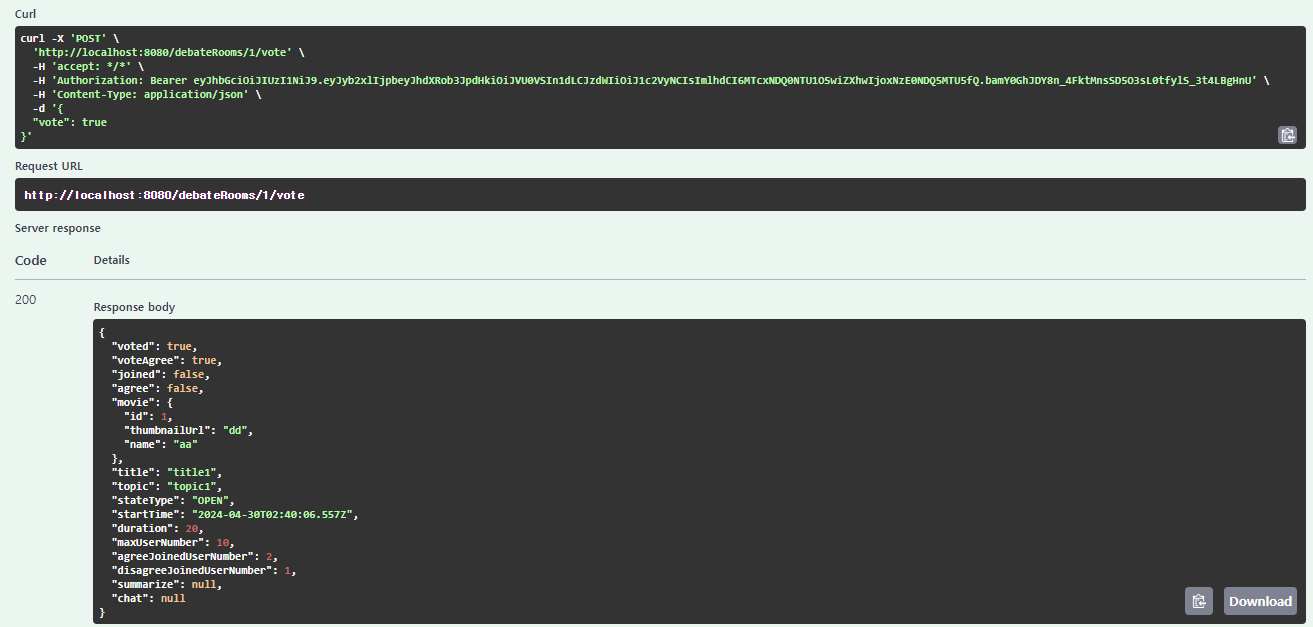 Curl
curl -X 'POST' \
'http://localhost:8080/debateRooms/1/vote' \
-H 'accept: */*' \
-H 'Authorization: Bearer eyJhbGciOiJIUzI1NiJ9.eyJyb2xlIjpbeyJhdXRob3JpdHkiOiJVU0VSIn1dLCJzdWIiOiJ1c2VyNCIsImlhdCI6MTcxNDQ0NTU1OSwiZXhwIjoxNzE0NDQ5MTU5fQ.bamY0GhJDY8n_4FktMnsSD5O3sL0tfylS_3t4LBgHnU' \
-H 'Content-Type: application/json' \
-d '{
"vote": true
}'
Request URL
http://localhost:8080/debateRooms/1/vote
Server response
Code Details
200
Response body
{
"voted": true,
"voteAgree": true,
"joined": false,
"agree": false,
"movie": {
"id": 1,
"thumbnailUrl": "dd",
"name": "aa"
},
"title": "title1",
"topic": "topic1",
"stateType": "OPEN",
"startTime": "2024-04-30T02:40:06.557Z",
"duration": 20,
"maxUserNumber": 10,
"agreeJoinedUserNumber": 2,
"disagreeJoinedUserNumber": 1,
"summarize": null,
"chat": null
}
Download